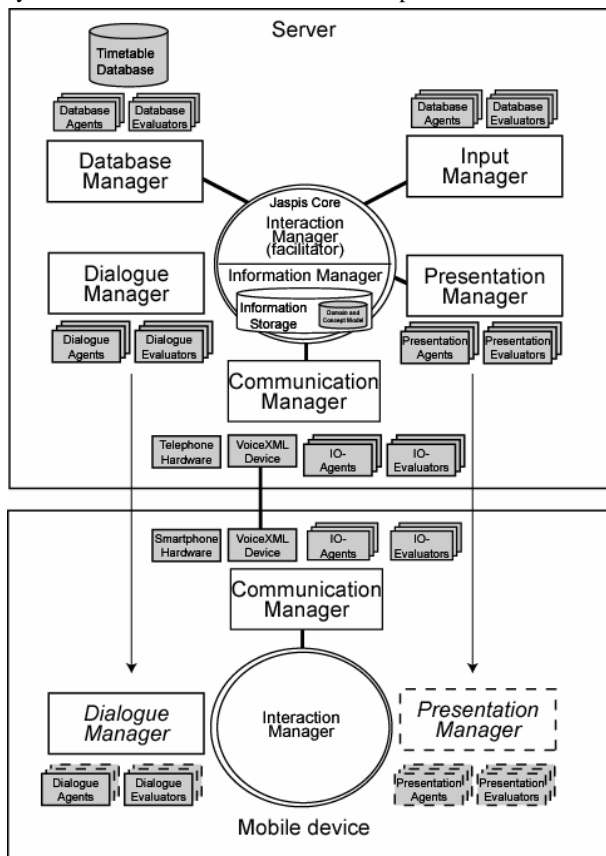 Server
Timetable
Database
Database
Agents
Database
Evaluators
Database
Agents
Database
Evaluators
Database
Manager
Input
Manager
Jaspis Core
Interaction
Manager
(facilitator)
Information Manager
Information
Storage
Domain and
Concept Model
Dialogue
Manager
Presentation
Manager
Dialogue
Agents
Dialogue
Evaluators
Presentation
Agents
Presentation
Evaluators
Communication
Manager
Telephone
Hardware
VoiceXML
Device
IO-
Agents
IO-
Evaluators
Smartphone
Hardware
VoiceXML
Device
IO-
Agents
IO-
Evaluators
Communication
Manager
Interaction
Manager
Dialogue
Manager
Presentation
Manager
Dialogue
Agents
Dialogue
Evaluators
Presentation
Agents
Presentation
Evaluators
Mobile device